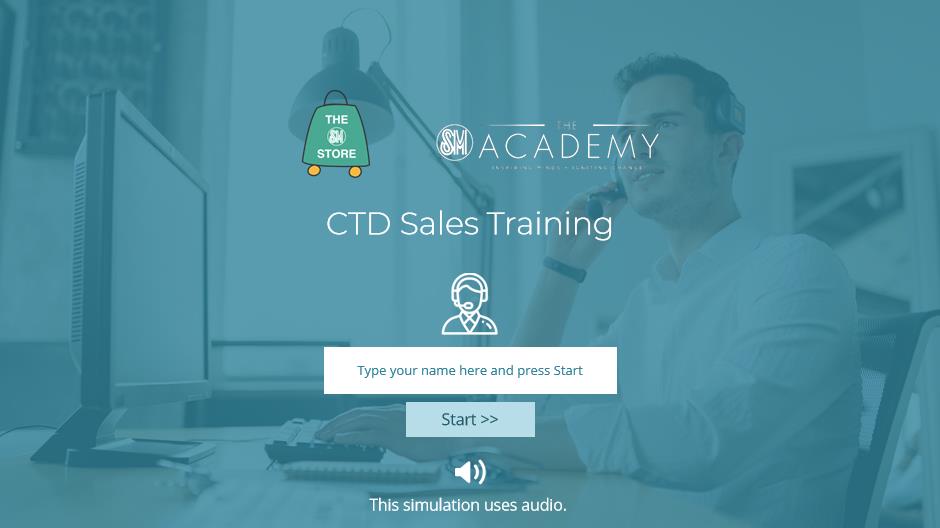 THE
SM
STORE
THE
SM ACADEMY
INSPIRING MINDS • IGNITING CHANGE
CTD Sales Training
Type your name here and press Start
Start >>
This simulation uses audio.